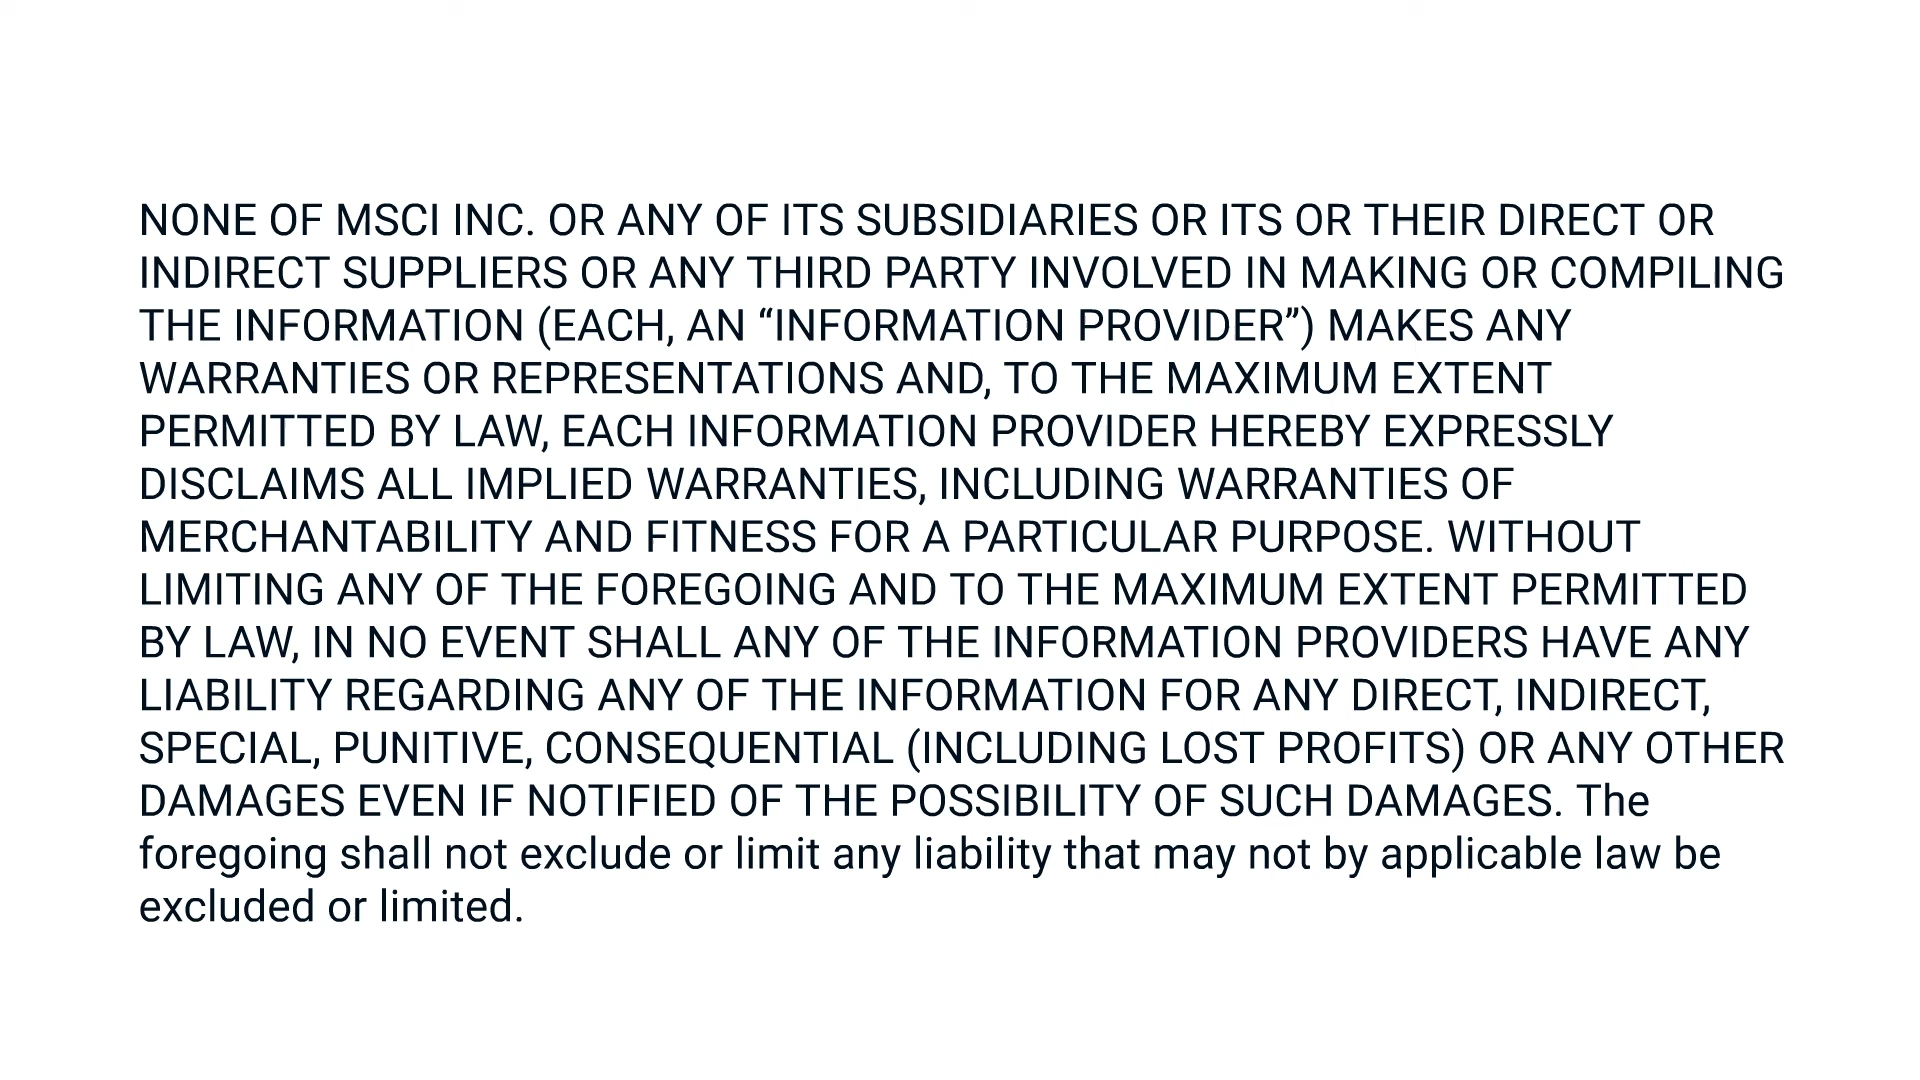 NONE OF MSCI INC. OR ANY OF ITS SUBSIDIARIES OR ITS OR THEIR DIRECT OR
INDIRECT SUPPLIERS OR ANY THIRD PARTY INVOLVED IN MAKING OR COMPILING
THE INFORMATION (EACH, AN “INFORMATION PROVIDER”) MAKES ANY
WARRANTIES OR REPRESENTATIONS AND, TO THE MAXIMUM EXTENT
PERMITTED BY LAW, EACH INFORMATION PROVIDER HEREBY EXPRESSLY
DISCLAIMS ALL IMPLIED WARRANTIES, INCLUDING WARRANTIES OF
MERCHANTABILITY AND FITNESS FOR A PARTICULAR PURPOSE. WITHOUT
LIMITING ANY OF THE FOREGOING AND TO THE MAXIMUM EXTENT PERMITTED
BY LAW, IN NO EVENT SHALL ANY OF THE INFORMATION PROVIDERS HAVE ANY
LIABILITY REGARDING ANY OF THE INFORMATION FOR ANY DIRECT, INDIRECT,
SPECIAL, PUNITIVE, CONSEQUENTIAL (INCLUDING LOST PROFITS) OR ANY OTHER
DAMAGES EVEN IF NOTIFIED OF THE POSSIBILITY OF SUCH DAMAGES. The
foregoing shall not exclude or limit any liability that may not by applicable law be
excluded or limited.